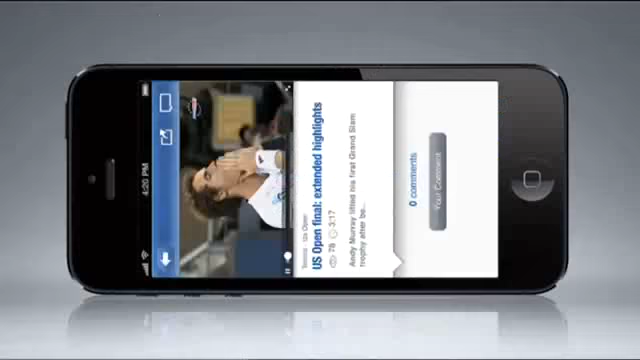 4:20 PM
Tennis US Open
US Open final: extended highlights
78 3:17
Andy Murray lifted his first Grand Slam
trophy after be...
0 comments
Your Comment